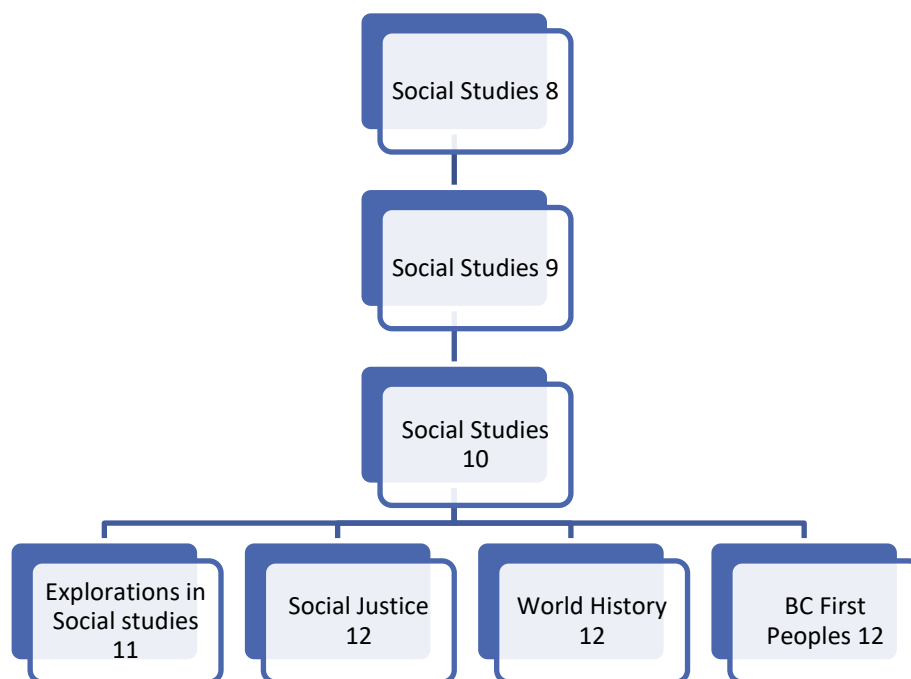 Social Studies 8
Social Studies 9
Social Studies
10
Explorations in
Social studies
11
Social Justice
12
World History
12
BC First
Peoples 12